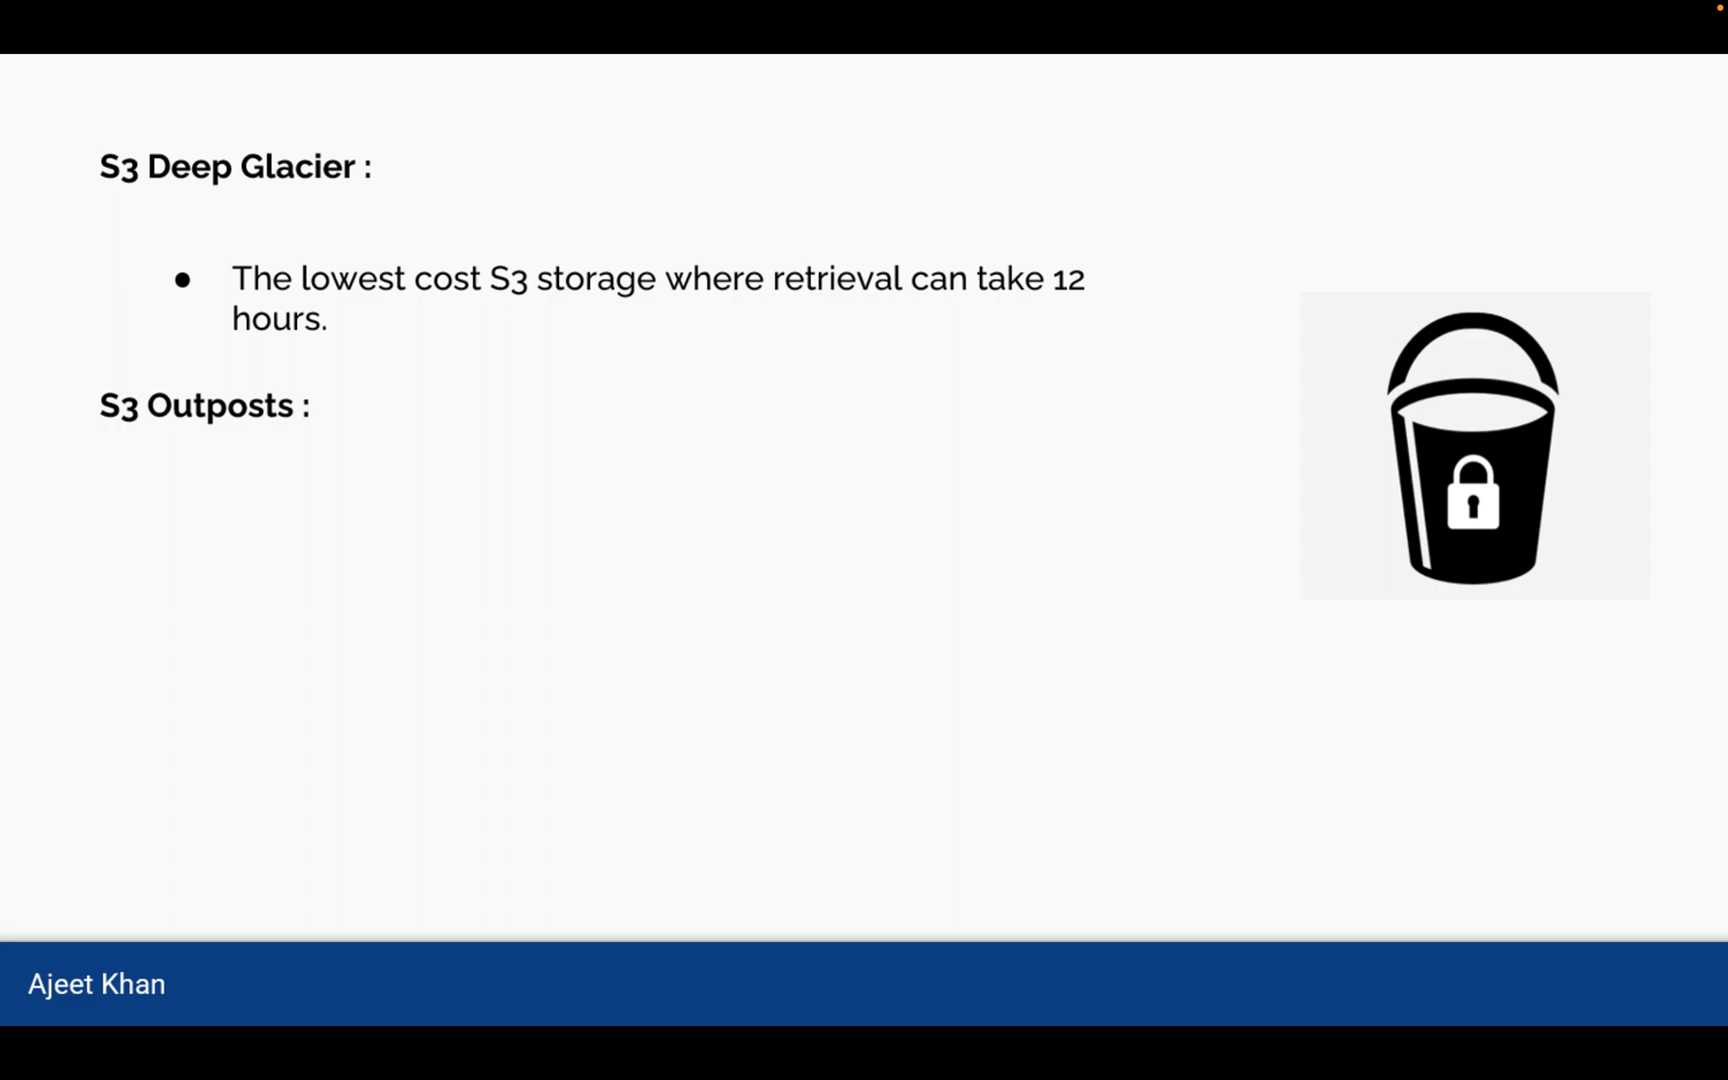 S3 Deep Glacier :
● The lowest cost S3 storage where retrieval can take 12
hours.
S3 Outposts :
Ajeet Khan